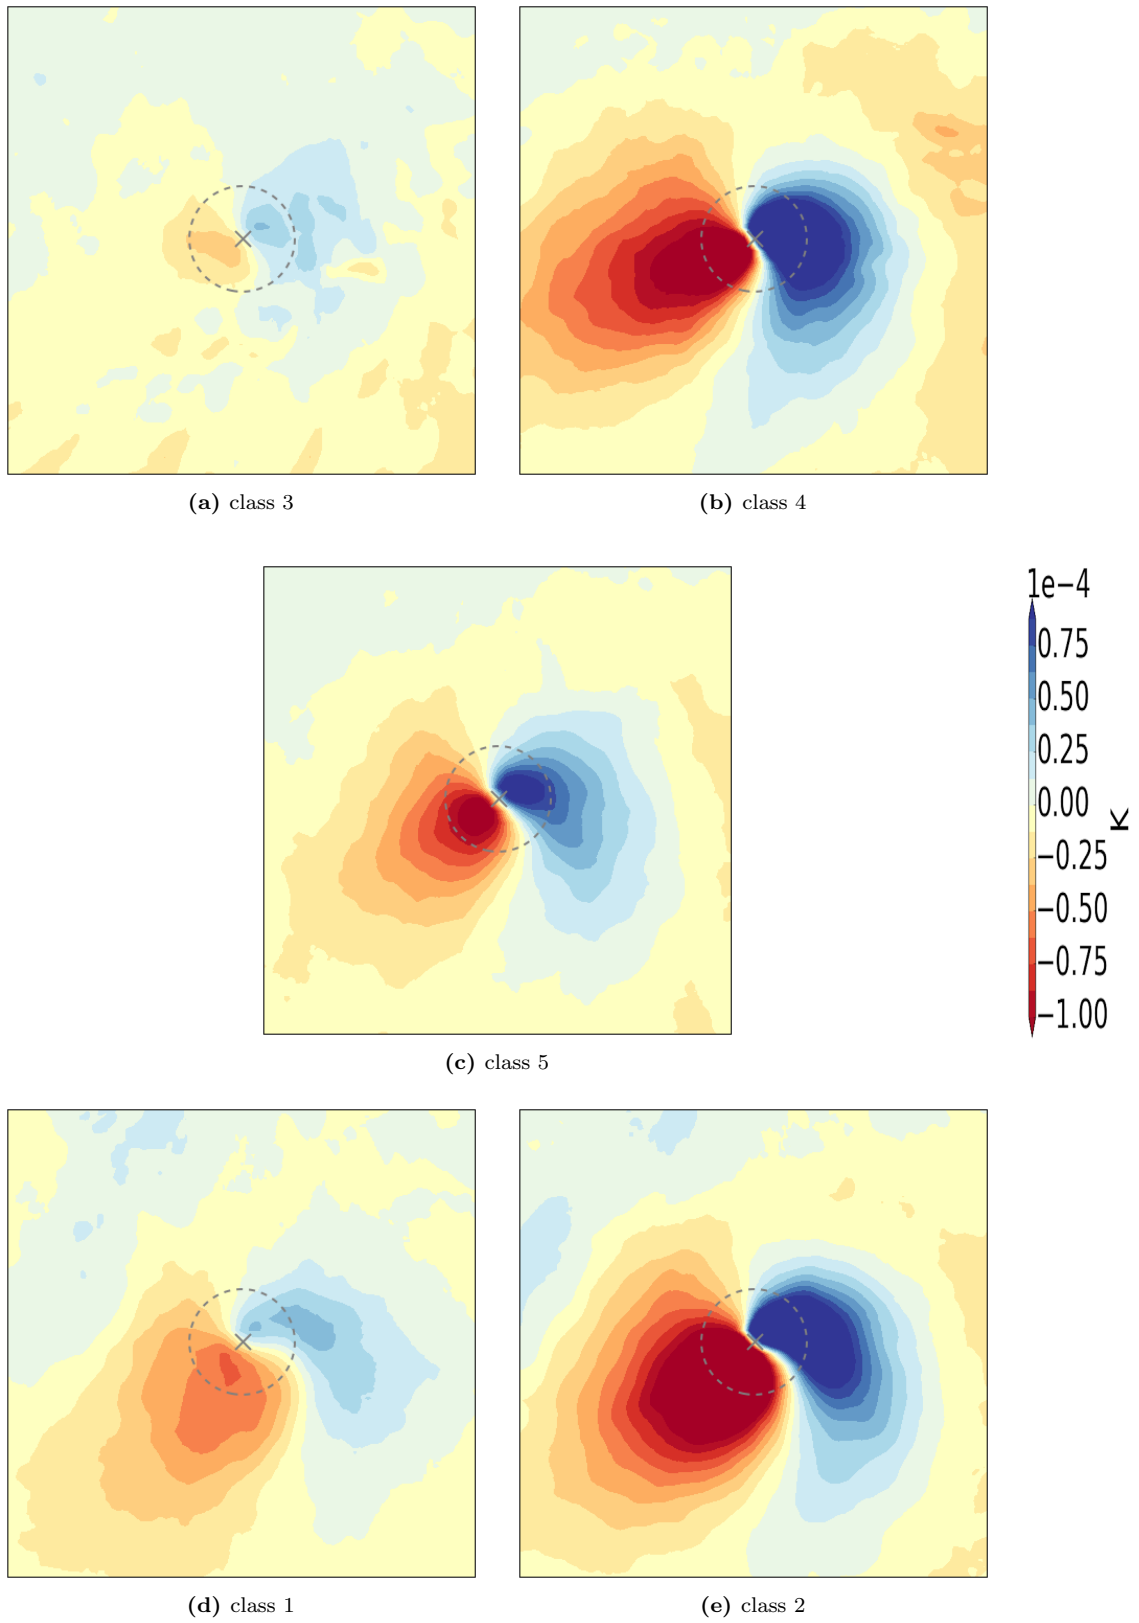 (a) class 3
(b) class 4
1e−4
0.75
0.50
0.25
0.00
−0.25
−0.50
−0.75
−1.00
K
(c) class 5
(d) class 1
(e) class 2